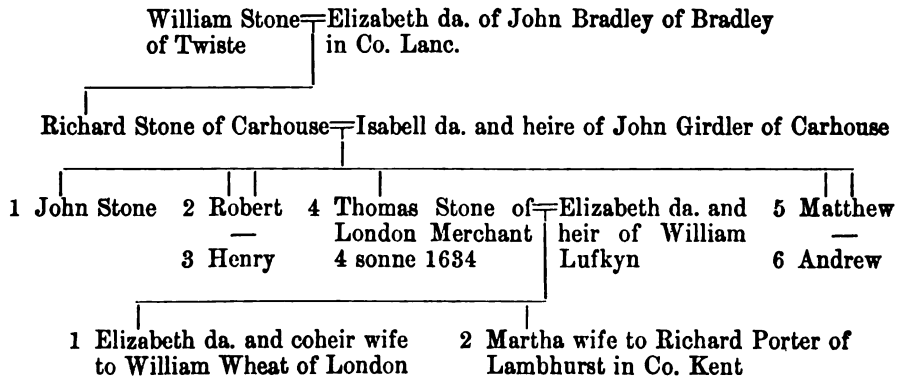 William Stone=Elizabeth da. of John Bradley of Bradley
of Twiste in Co. Lanc.
Richard Stone of Carhouse=Isabell da. and heire of John Girdler of Carhouse
1 John Stone 2 Robert 4 Thomas Stone of=Elizabeth da. and 5 Matthew
— London Merchant heir of William —
3 Henry 4 sonne 1634 Lufkyn 6 Andrew
1 Elizabeth da. and coheir wife 2 Martha wife to Richard Porter of
to William Wheat of London Lambhurst in Co. Kent